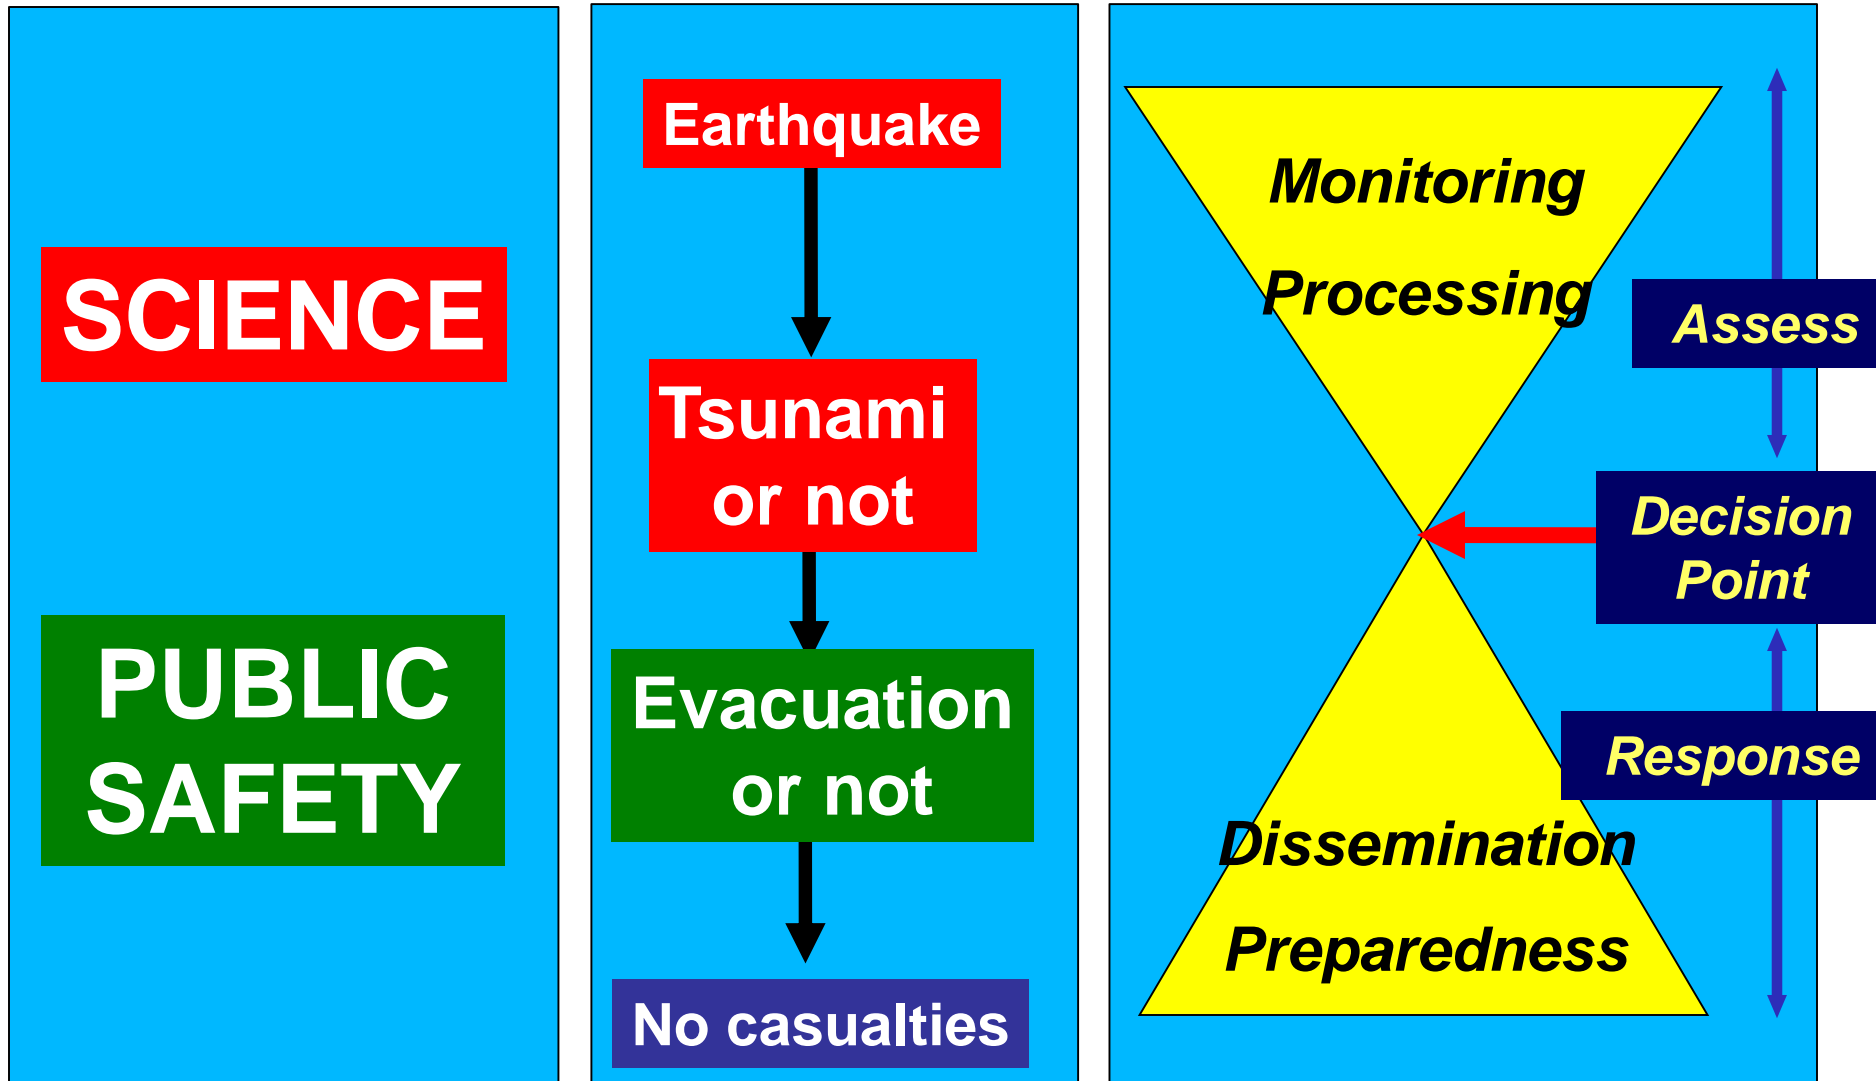 SCIENCE
PUBLIC
SAFETY
Earthquake
Tsunami
or not
Evacuation
or not
No casualties
Monitoring
Processing
Assess
Decision
Point
Response
Dissemination
Preparedness